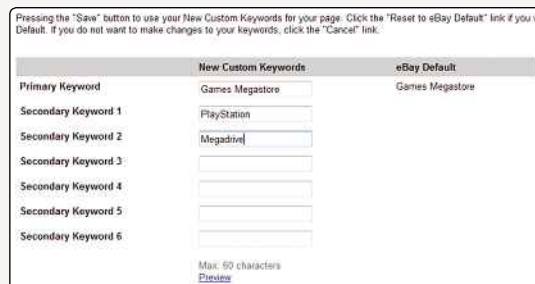 Pressing the "Save" button to use your New Custom Keywords for your page. Click the "Reset to eBay Default" link if you
Default. If you do not want to make changes to your keywords, click the "Cancel" link.
New Custom Keywords eBay Default
Primary Keyword Games Megastore Games Megastore
Secondary Keyword 1 PlayStation
Secondary Keyword 2 Megadrive
Secondary Keyword 3
Secondary Keyword 4
Secondary Keyword 5
Secondary Keyword 6
Max: 60 characters
Preview